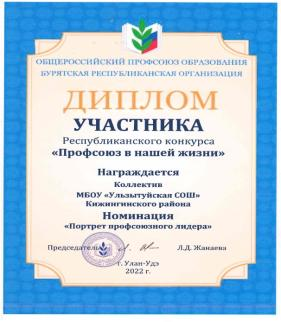 ОБЩЕРОССИЙСКИЙ ПРОФСОЮЗ ОБРАЗОВАНИЯ
БУРЯТСКАЯ РЕСПУБЛИКАНСКАЯ ОРГАНИЗАЦИЯ
ДИПЛОМ
УЧАСТНИКА
Республиканского конкурса
«Профсоюз в нашей жизни»
Награждается
Коллектив
МБОУ «Ульзытуйская СОШ»
Кижингинского района
Номинация
«Портрет профсоюзного лидера»
Председатель Л.Д. Жанаева
г. Улан-Удэ
2022 г.